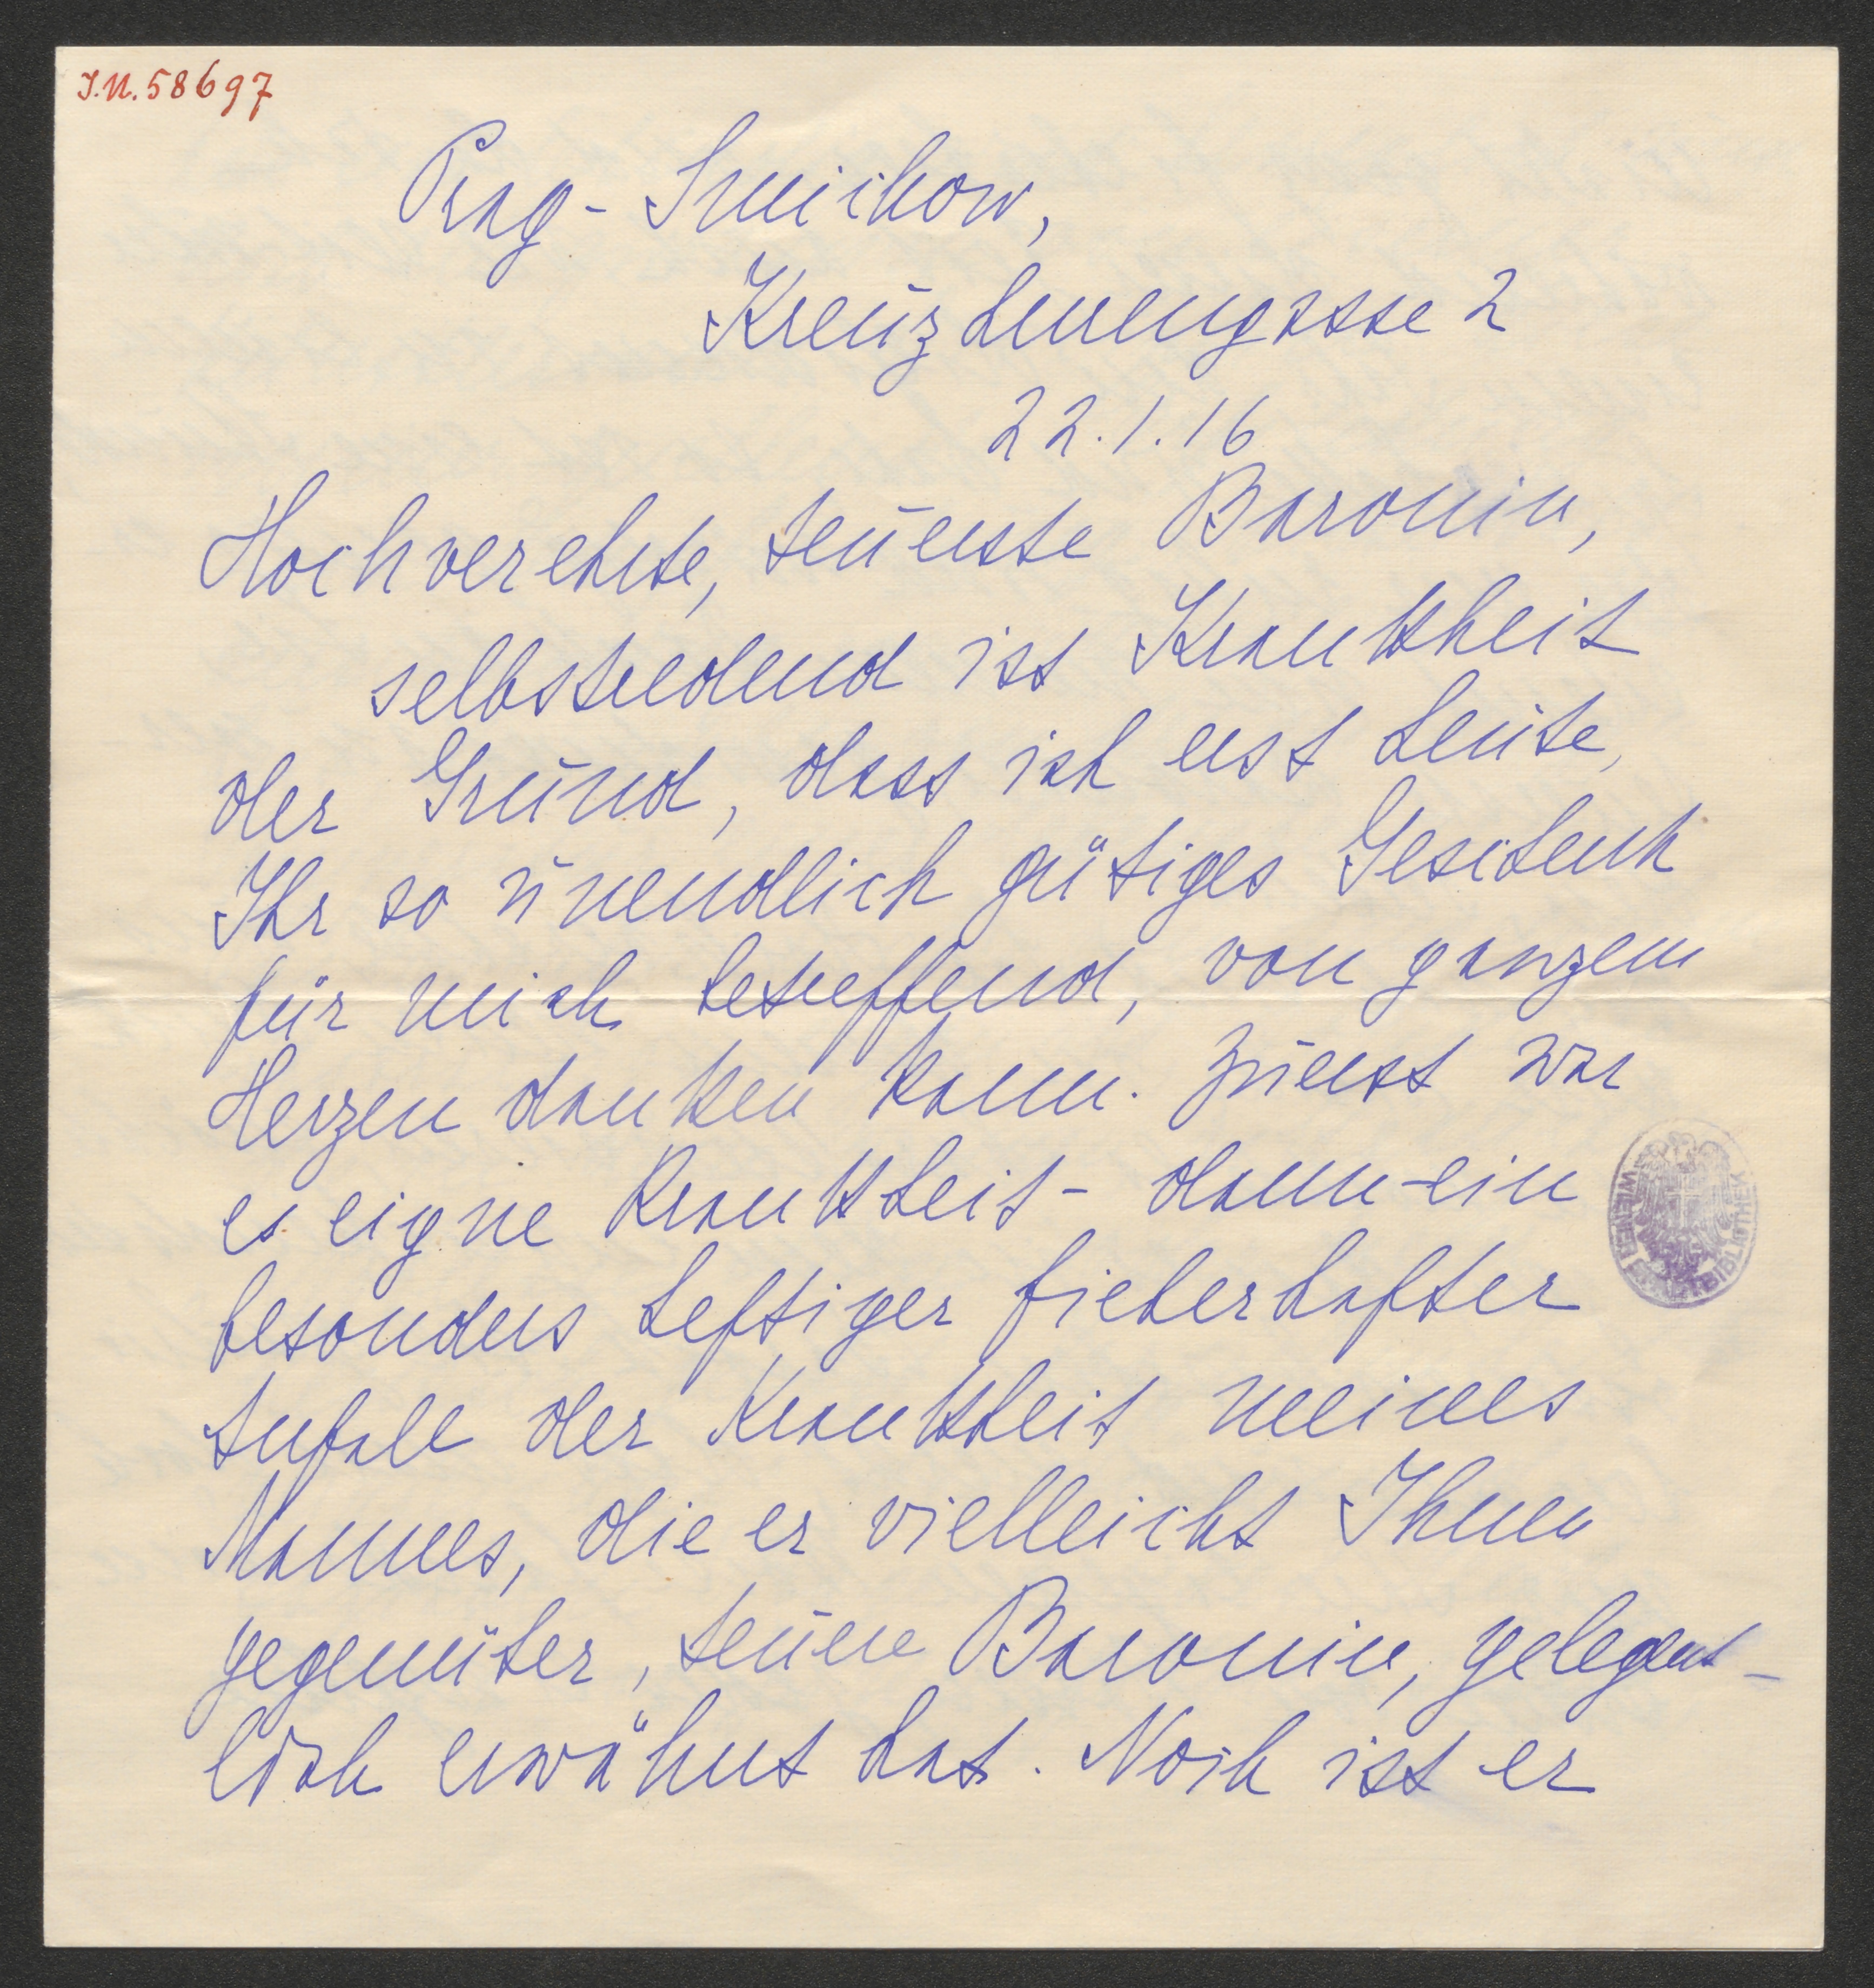 I.N. 58697
Prag - Smichow,
Kreuzherrengasse 2
22.1.16
Hochverehrte, teuerste Baronin,
selbstredend ist Krankheit
der Grund, dass ich erst heute,
Ihr so unendlich gütiges Geschenk
für mich betreffend, von ganzem
Herzen danken kann. Zuerst war
es eigne Krankheit - dann ein
besonders heftiger fieberhafter
Anfall der Krankheit meines
Mannes, die er vielleicht Ihnen
gegenüber, teuere Baronin, gelegent-
lich erwähnt hat. Noch ist er
WIENER STADTBIBLIOTHEK